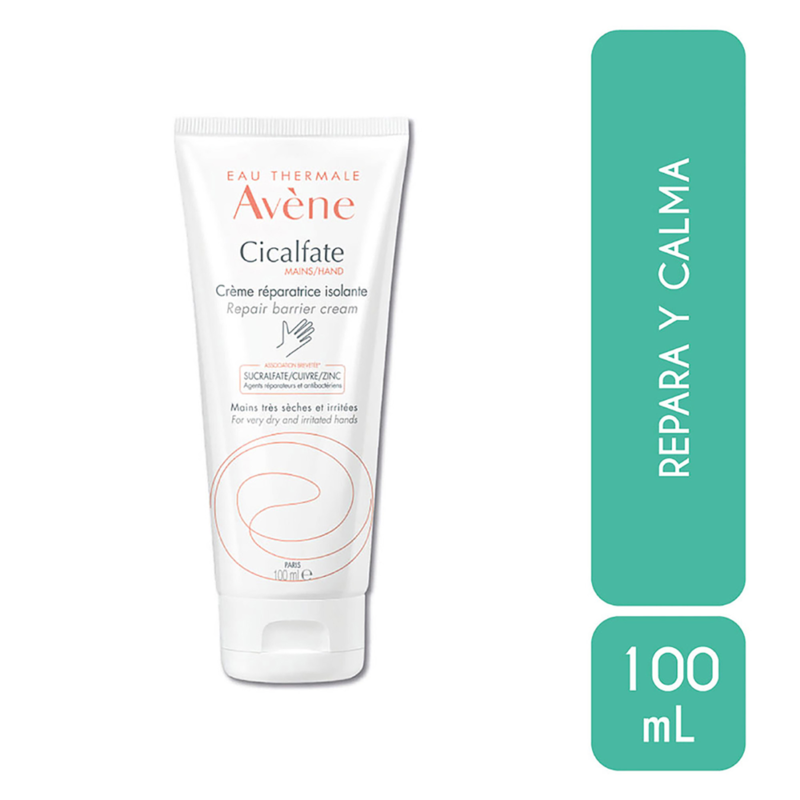 EAU THERMALE
Avène
Cicalfate
MAINS/HAND
Crème réparatrice isolante
Repair barrier cream
ASSOCIATION BREVETÉE*
SUCRALFATE/CUIVRE/ZINC
Agents réparateurs et antibactériens
Mains très sèches et irritées
For very dry and irritated hands
PARIS
100 ml ℮
REPARA Y CALMA
100
mL